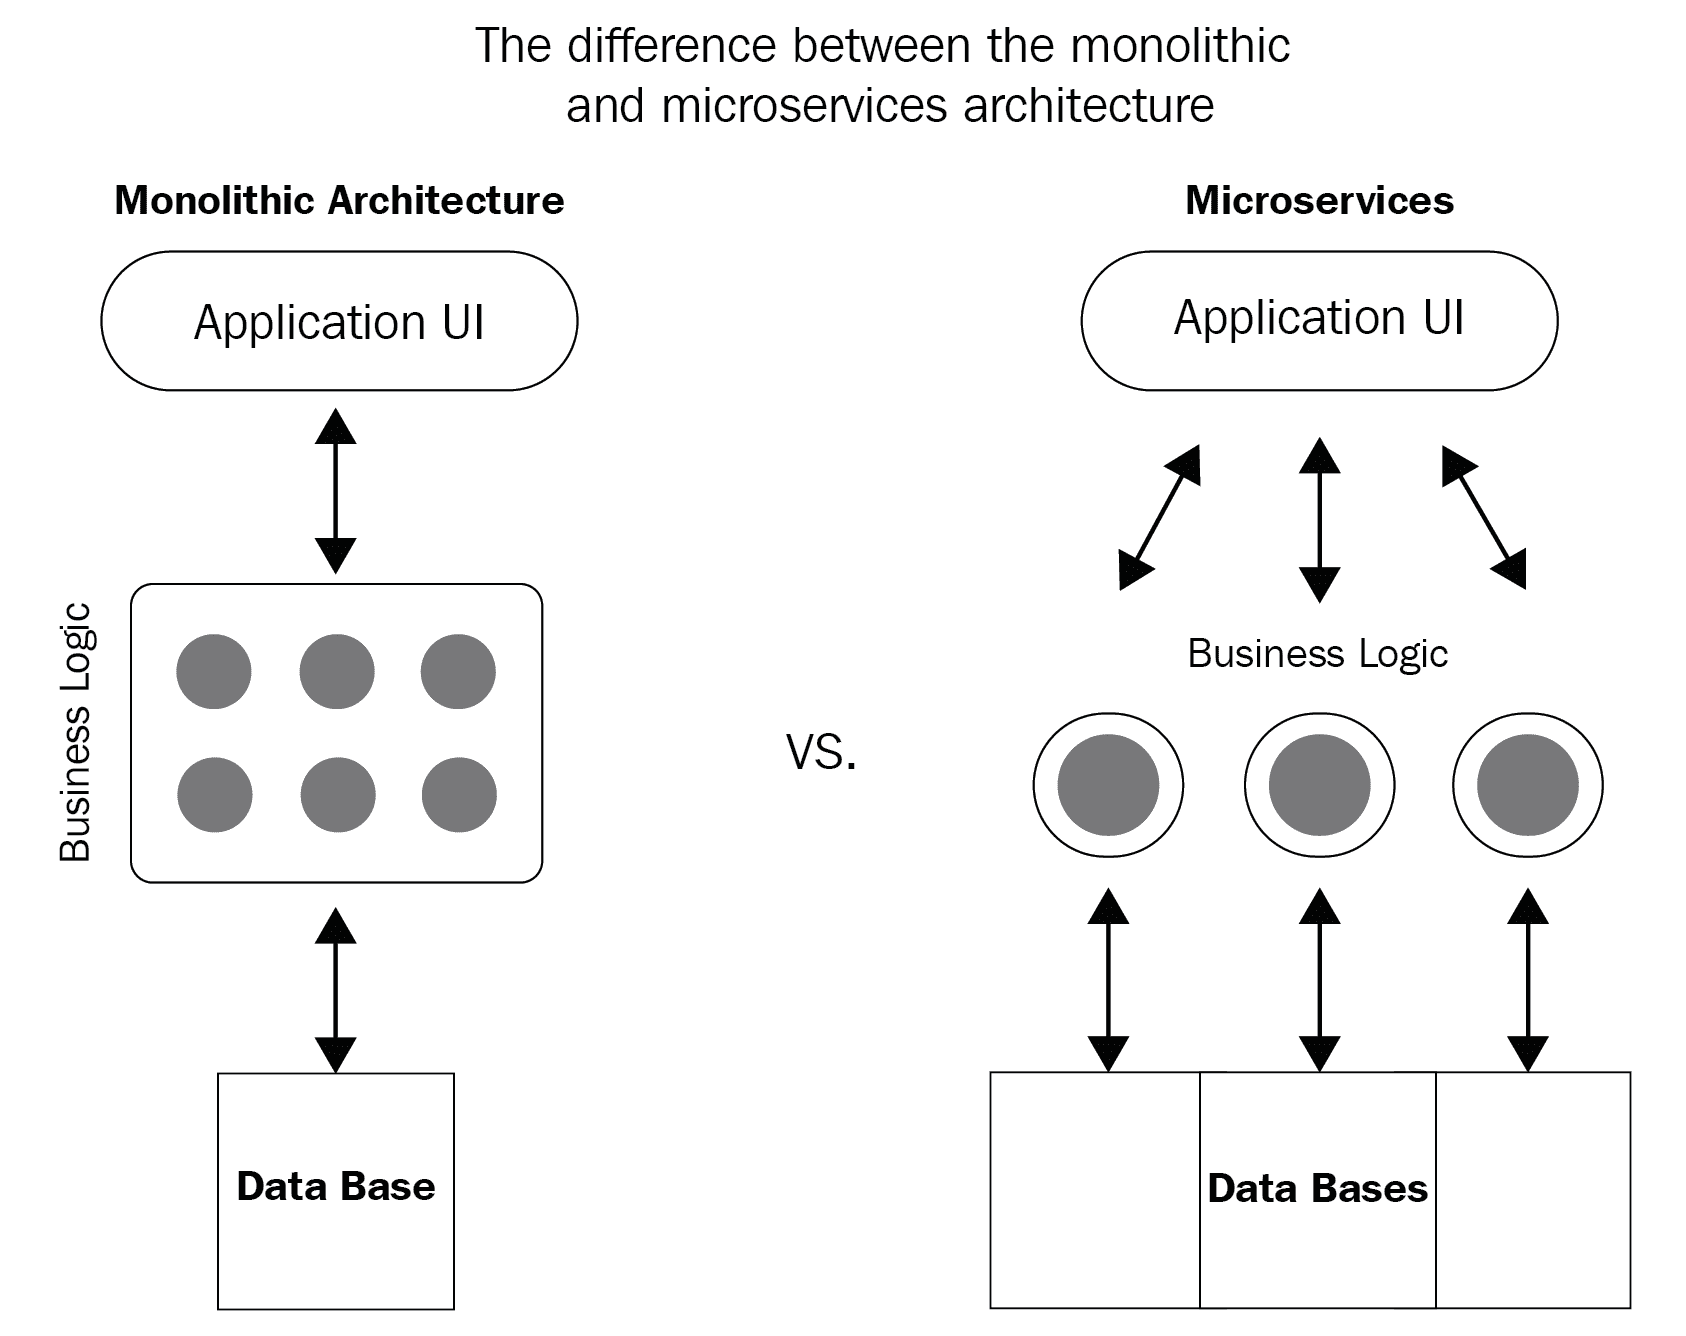 The difference between the monolithic
and microservices architecture
Monolithic Architecture
Application UI
Business Logic
Data Base
VS.
Microservices
Application UI
Business Logic
Data Bases